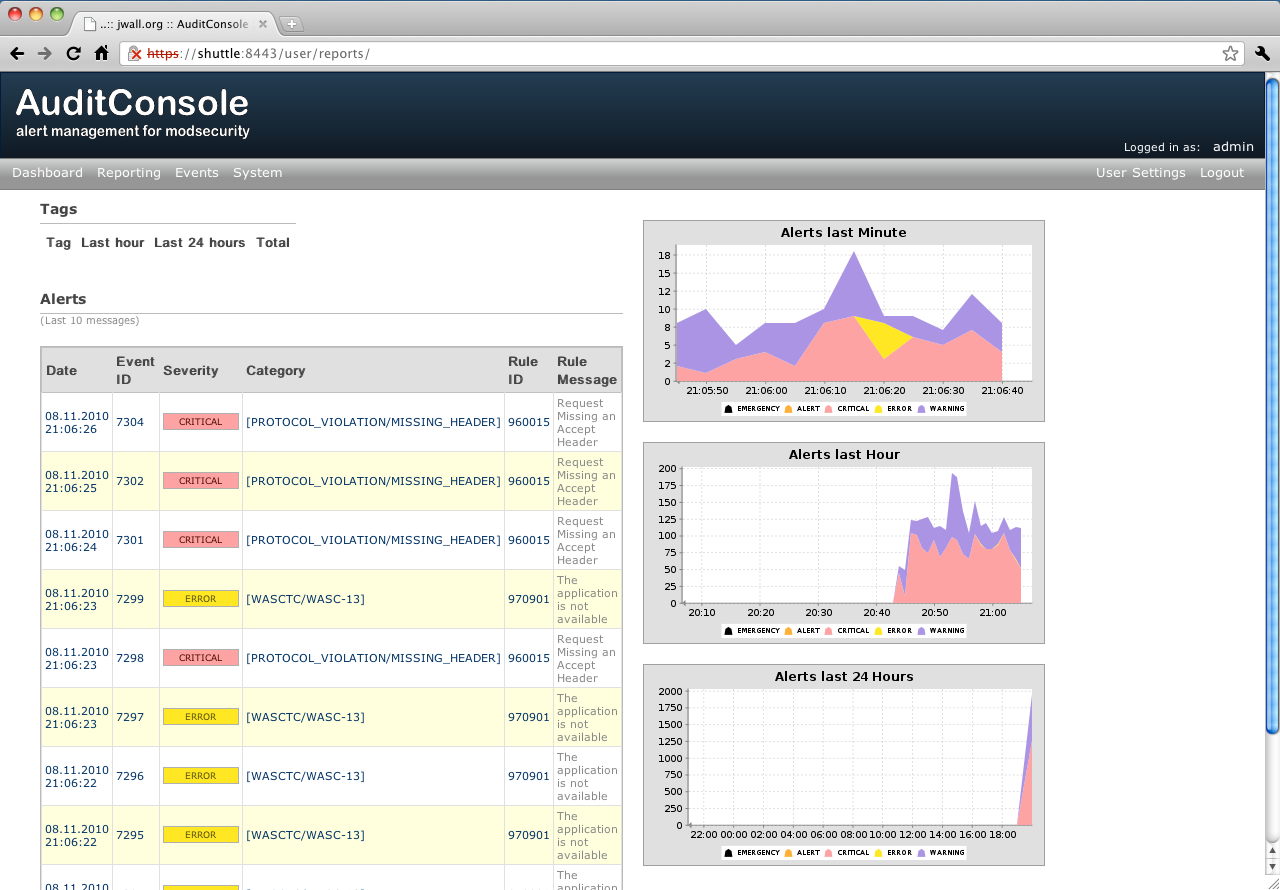 ..:: jwall.org :: AuditConsole
https://shuttle:8443/user/reports/
AuditConsole
alert management for modsecurity
Logged in as: admin
Dashboard Reporting Events System User Settings Logout
Tags
Tag Last hour Last 24 hours Total
Alerts
(Last 10 messages)
Date Event ID Severity Category Rule ID Rule Message
08.11.2010 21:06:26 7304 CRITICAL [PROTOCOL_VIOLATION/MISSING_HEADER] 960015 Request Missing an Accept Header
08.11.2010 21:06:25 7302 CRITICAL [PROTOCOL_VIOLATION/MISSING_HEADER] 960015 Request Missing an Accept Header
08.11.2010 21:06:24 7301 CRITICAL [PROTOCOL_VIOLATION/MISSING_HEADER] 960015 Request Missing an Accept Header
08.11.2010 21:06:23 7299 ERROR [WASCTC/WASC-13] 970901 The application is not available
08.11.2010 21:06:23 7298 CRITICAL [PROTOCOL_VIOLATION/MISSING_HEADER] 960015 Request Missing an Accept Header
08.11.2010 21:06:23 7297 ERROR [WASCTC/WASC-13] 970901 The application is not available
08.11.2010 21:06:22 7296 ERROR [WASCTC/WASC-13] 970901 The application is not available
08.11.2010 21:06:22 7295 ERROR [WASCTC/WASC-13] 970901 The application is not available
08.11.2010 The application
Alerts last Minute
18
15
12
10
8
5
2
0
21:05:50 21:06:00 21:06:10 21:06:20 21:06:30 21:06:40
EMERGENCY ALERT CRITICAL ERROR WARNING
Alerts last Hour
200
175
150
125
100
75
50
25
0
20:10 20:20 20:30 20:40 20:50 21:00
EMERGENCY ALERT CRITICAL ERROR WARNING
Alerts last 24 Hours
2000
1750
1500
1250
1000
750
500
250
0
22:00 00:00 02:00 04:00 06:00 08:00 10:00 12:00 14:00 16:00 18:00
EMERGENCY ALERT CRITICAL ERROR WARNING